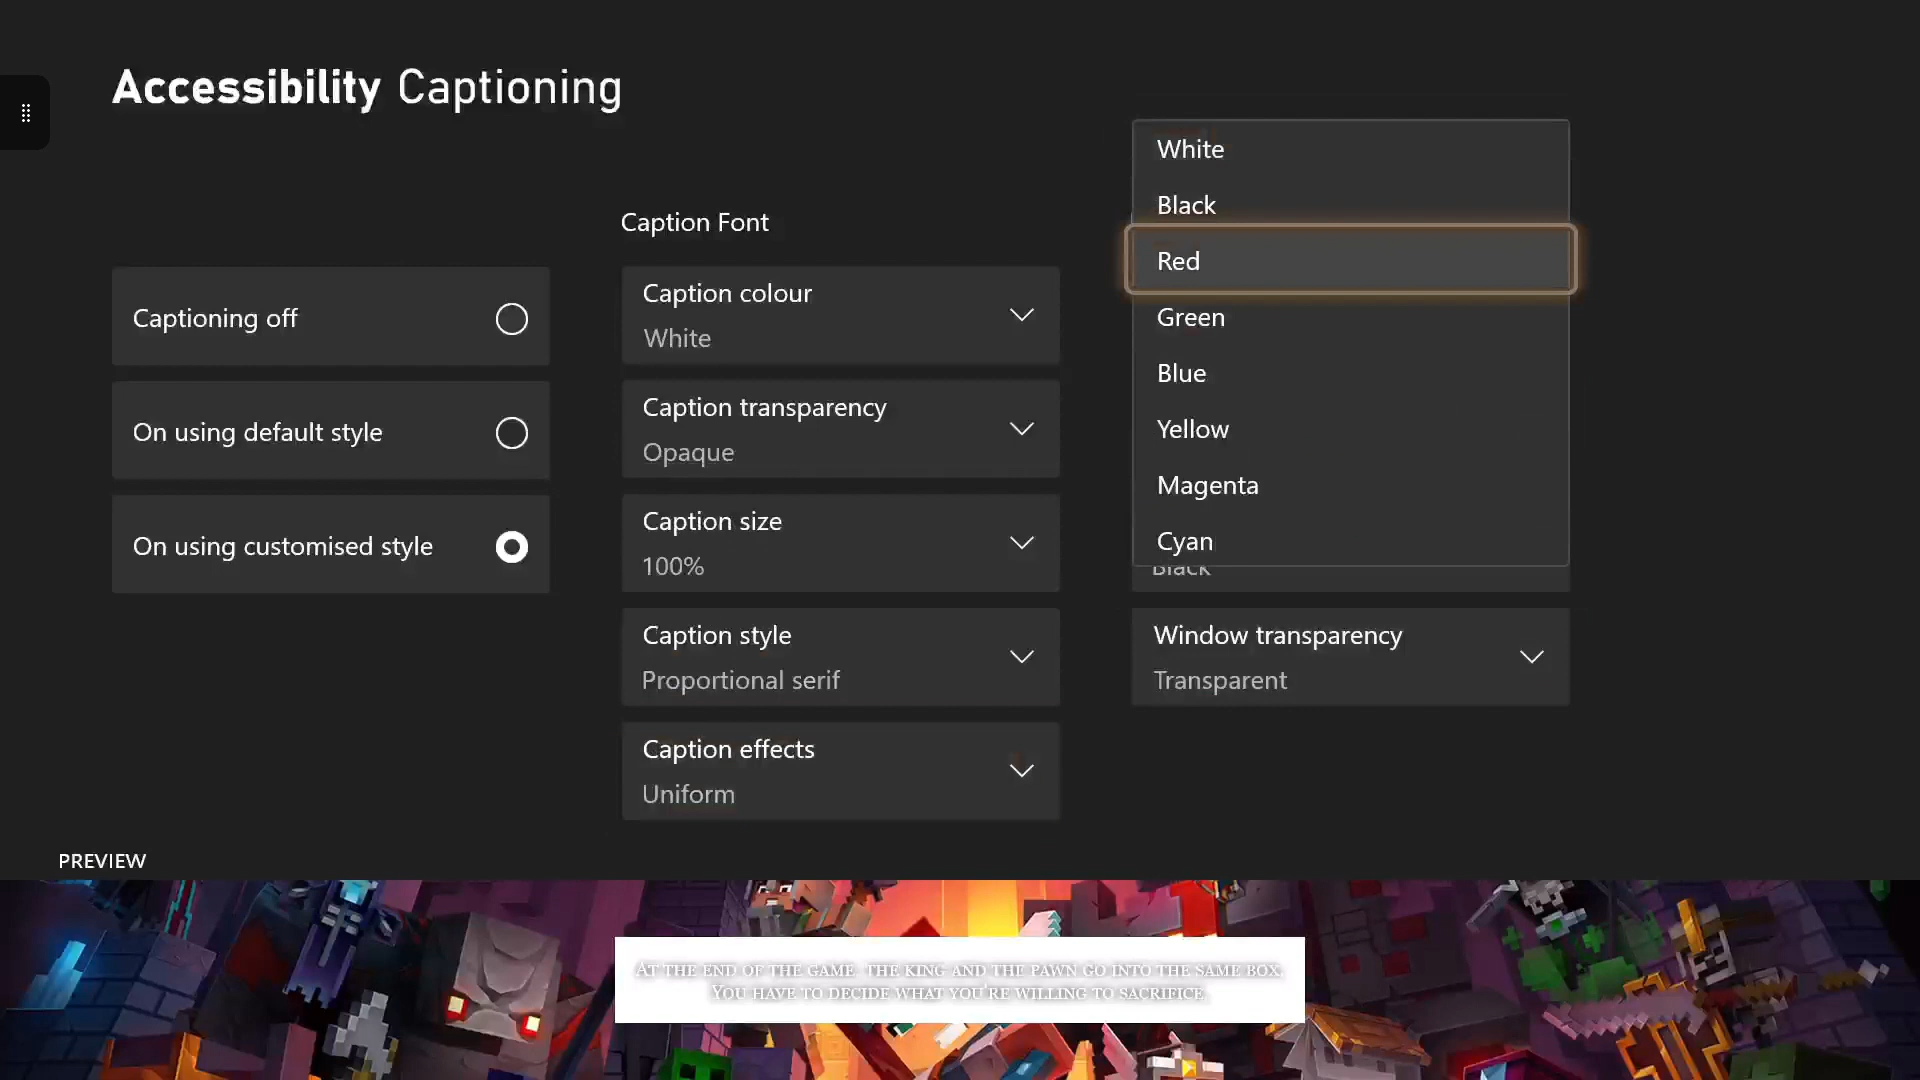 Accessibility Captioning
Captioning off
On using default style
On using customised style
Caption Font
Caption colour
White
Caption transparency
Opaque
Caption size
100%
Caption style
Proportional serif
Caption effects
Uniform
White
Black
Red
Green
Blue
Yellow
Magenta
Cyan
Black
Window transparency
Transparent
PREVIEW
At the end of the game, the king and the pawn go into the same box.
You have to decide what you're willing to sacrifice.